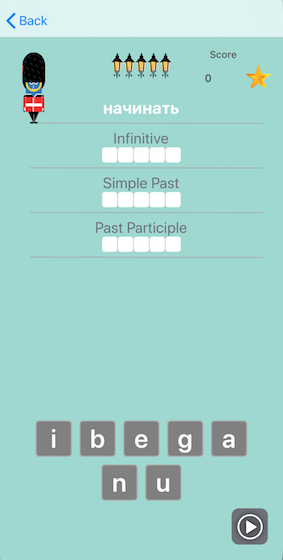 Back
Score
0
начинать
Infinitive
Simple Past
Past Participle
i b e g a
n u